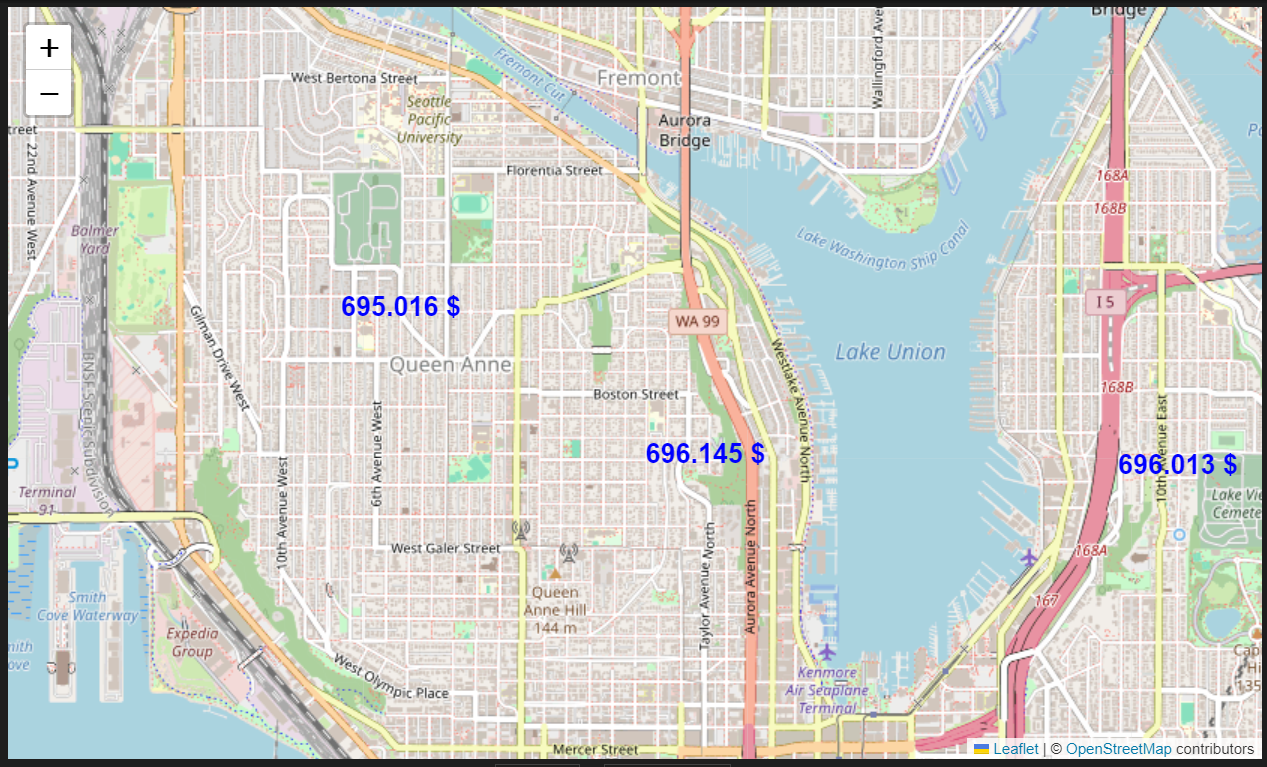 Bridge
+
−
West Bertona Street
Fremont Cut
Fremont
Wallingford Aven
Seattle
Pacific
University
Aurora
Bridge
treet
22nd Avenue West
Florentia Street
168A
168B
Balmer
Yard
Lake Washington Ship Canal
695.016 $
I 5
WA 99
Gilman Drive West
Queen Anne
Lake Union
Westlake Avenue North
BNSF Scenic Subdivision
Boston Street
168B
6th Avenue West
10th Avenue East
696.145 $
696.013 $
10th Avenue West
Terminal
91
Lake Vie
Cemete
West Galer Street
168A
Aurora Avenue North
Taylor Avenue North
Queen
Anne Hill
144 m
167
Smith
Cove Waterway
mith
ove
Expedia
Group
West Olympic Place
Kenmore
Air Seaplane
Terminal
Cap
Hi
135
Mercer Street
Leaflet | © OpenStreetMap contributors